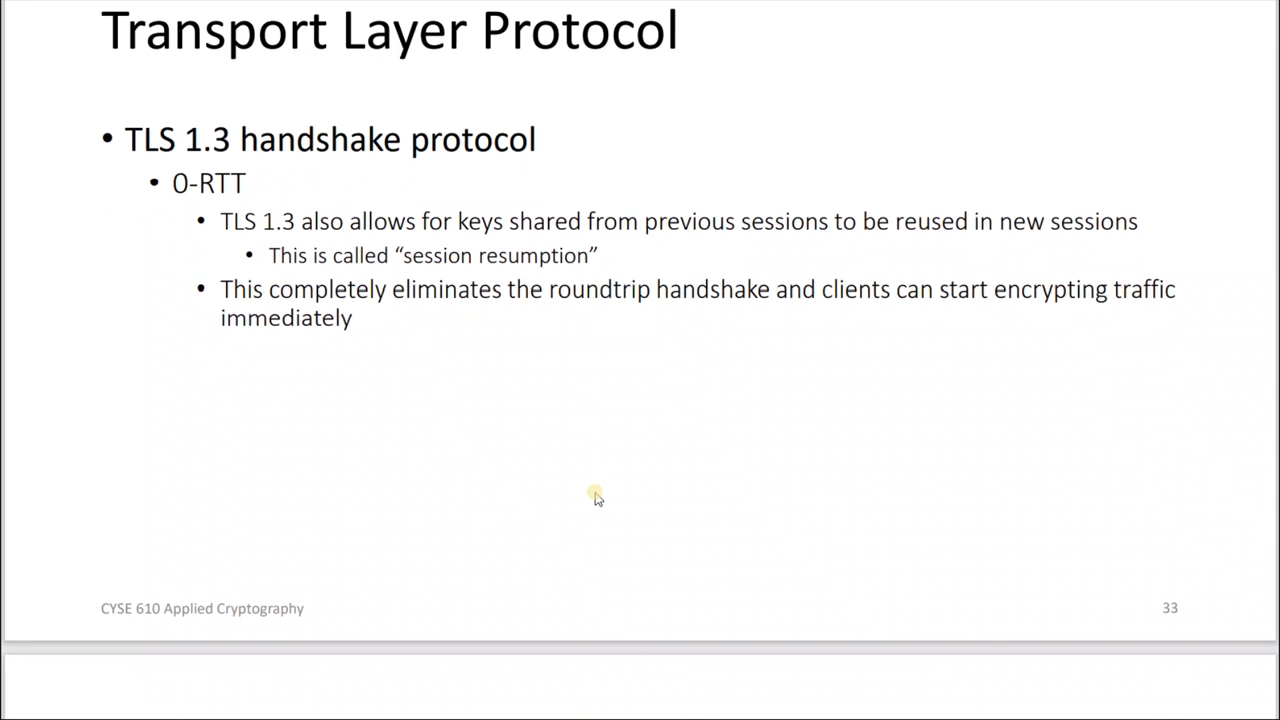 Transport Layer Protocol
• TLS 1.3 handshake protocol
• 0-RTT
• TLS 1.3 also allows for keys shared from previous sessions to be reused in new sessions
• This is called “session resumption”
• This completely eliminates the roundtrip handshake and clients can start encrypting traffic
immediately
CYSE 610 Applied Cryptography
33